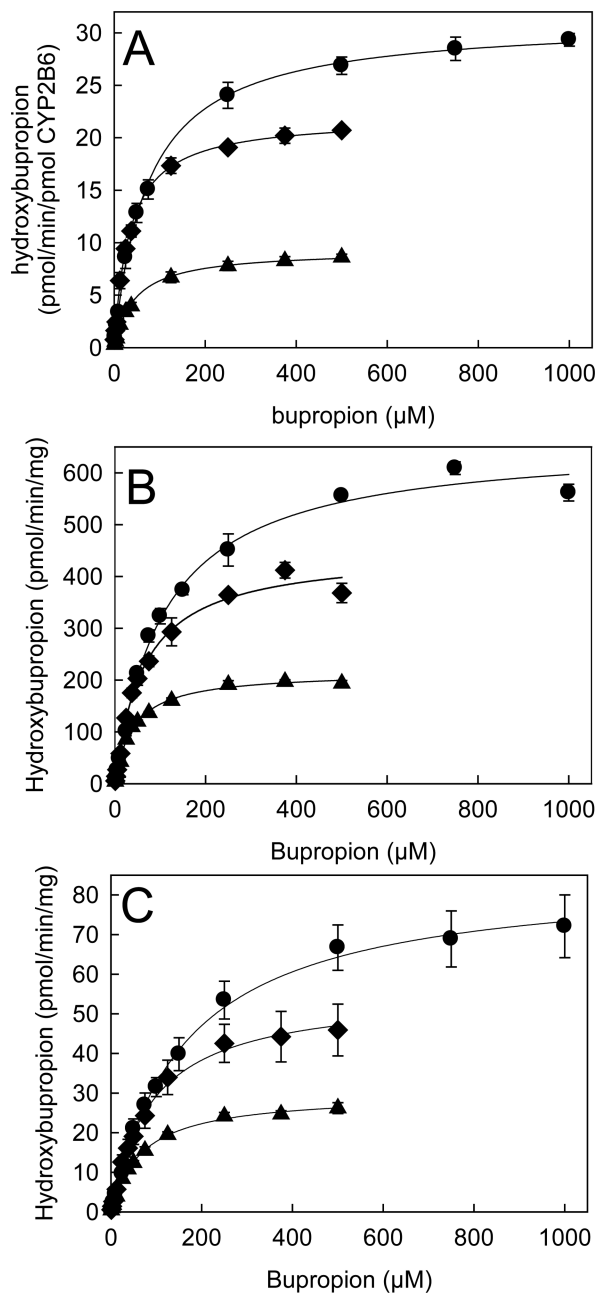 A
hydroxybupropion
(pmol/min/pmol CYP2B6)
30
25
20
15
10
5
0
0 200 400 600 800 1000
bupropion (μM)
B
Hydroxybupropion (pmol/min/mg)
600
500
400
300
200
100
0
0 200 400 600 800 1000
Bupropion (μM)
C
Hydroxybupropion (pmol/min/mg)
80
70
60
50
40
30
20
10
0
0 200 400 600 800 1000
Bupropion (μM)